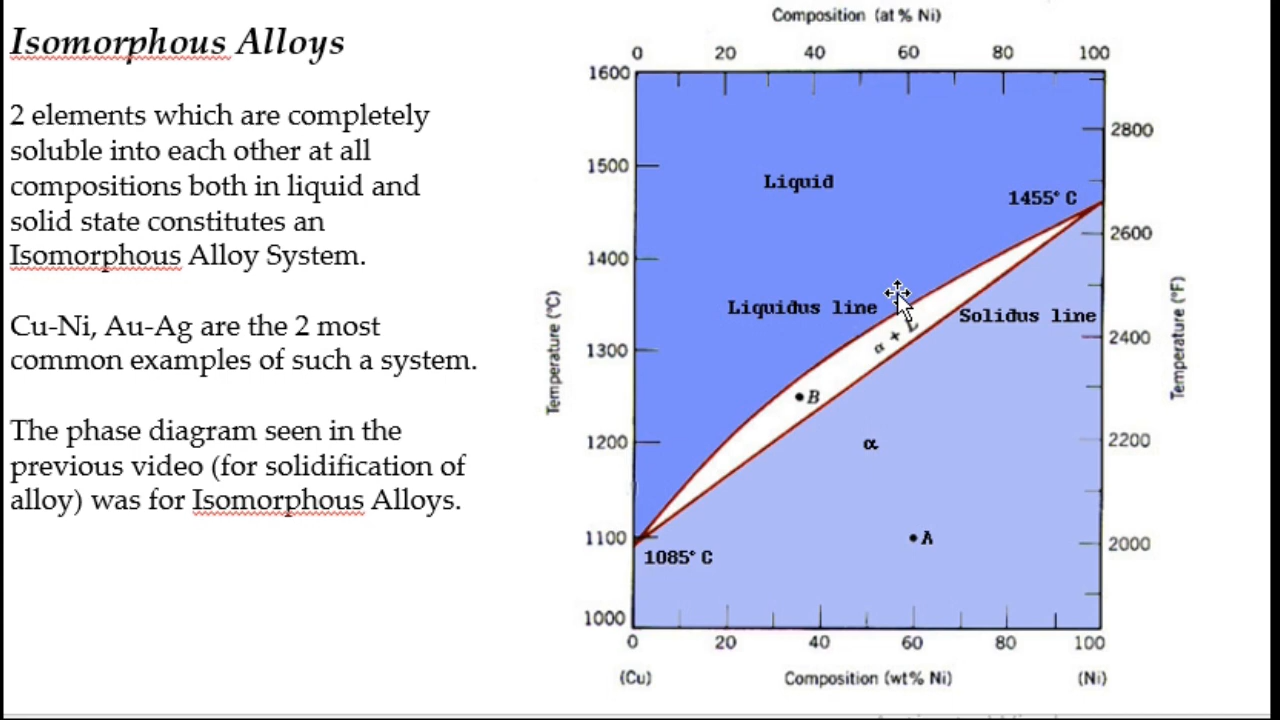 Isomorphous Alloys
2 elements which are completely
soluble into each other at all
compositions both in liquid and
solid state constitutes an
Isomorphous Alloy System.
Cu-Ni, Au-Ag are the 2 most
common examples of such a system.
The phase diagram seen in the
previous video (for solidification of
alloy) was for Isomorphous Alloys.
Composition (at % Ni)
0 20 40 60 80 100
1600
1500
1400
1300
1200
1100
1000
Temperature (°C)
Liquid
1455° C
Liquidus line
Solidus line
α + L
B
α
A
1085° C
2800
2600
2400
2200
2000
Temperature (°F)
0 20 40 60 80 100
(Cu) Composition (wt % Ni) (Ni)